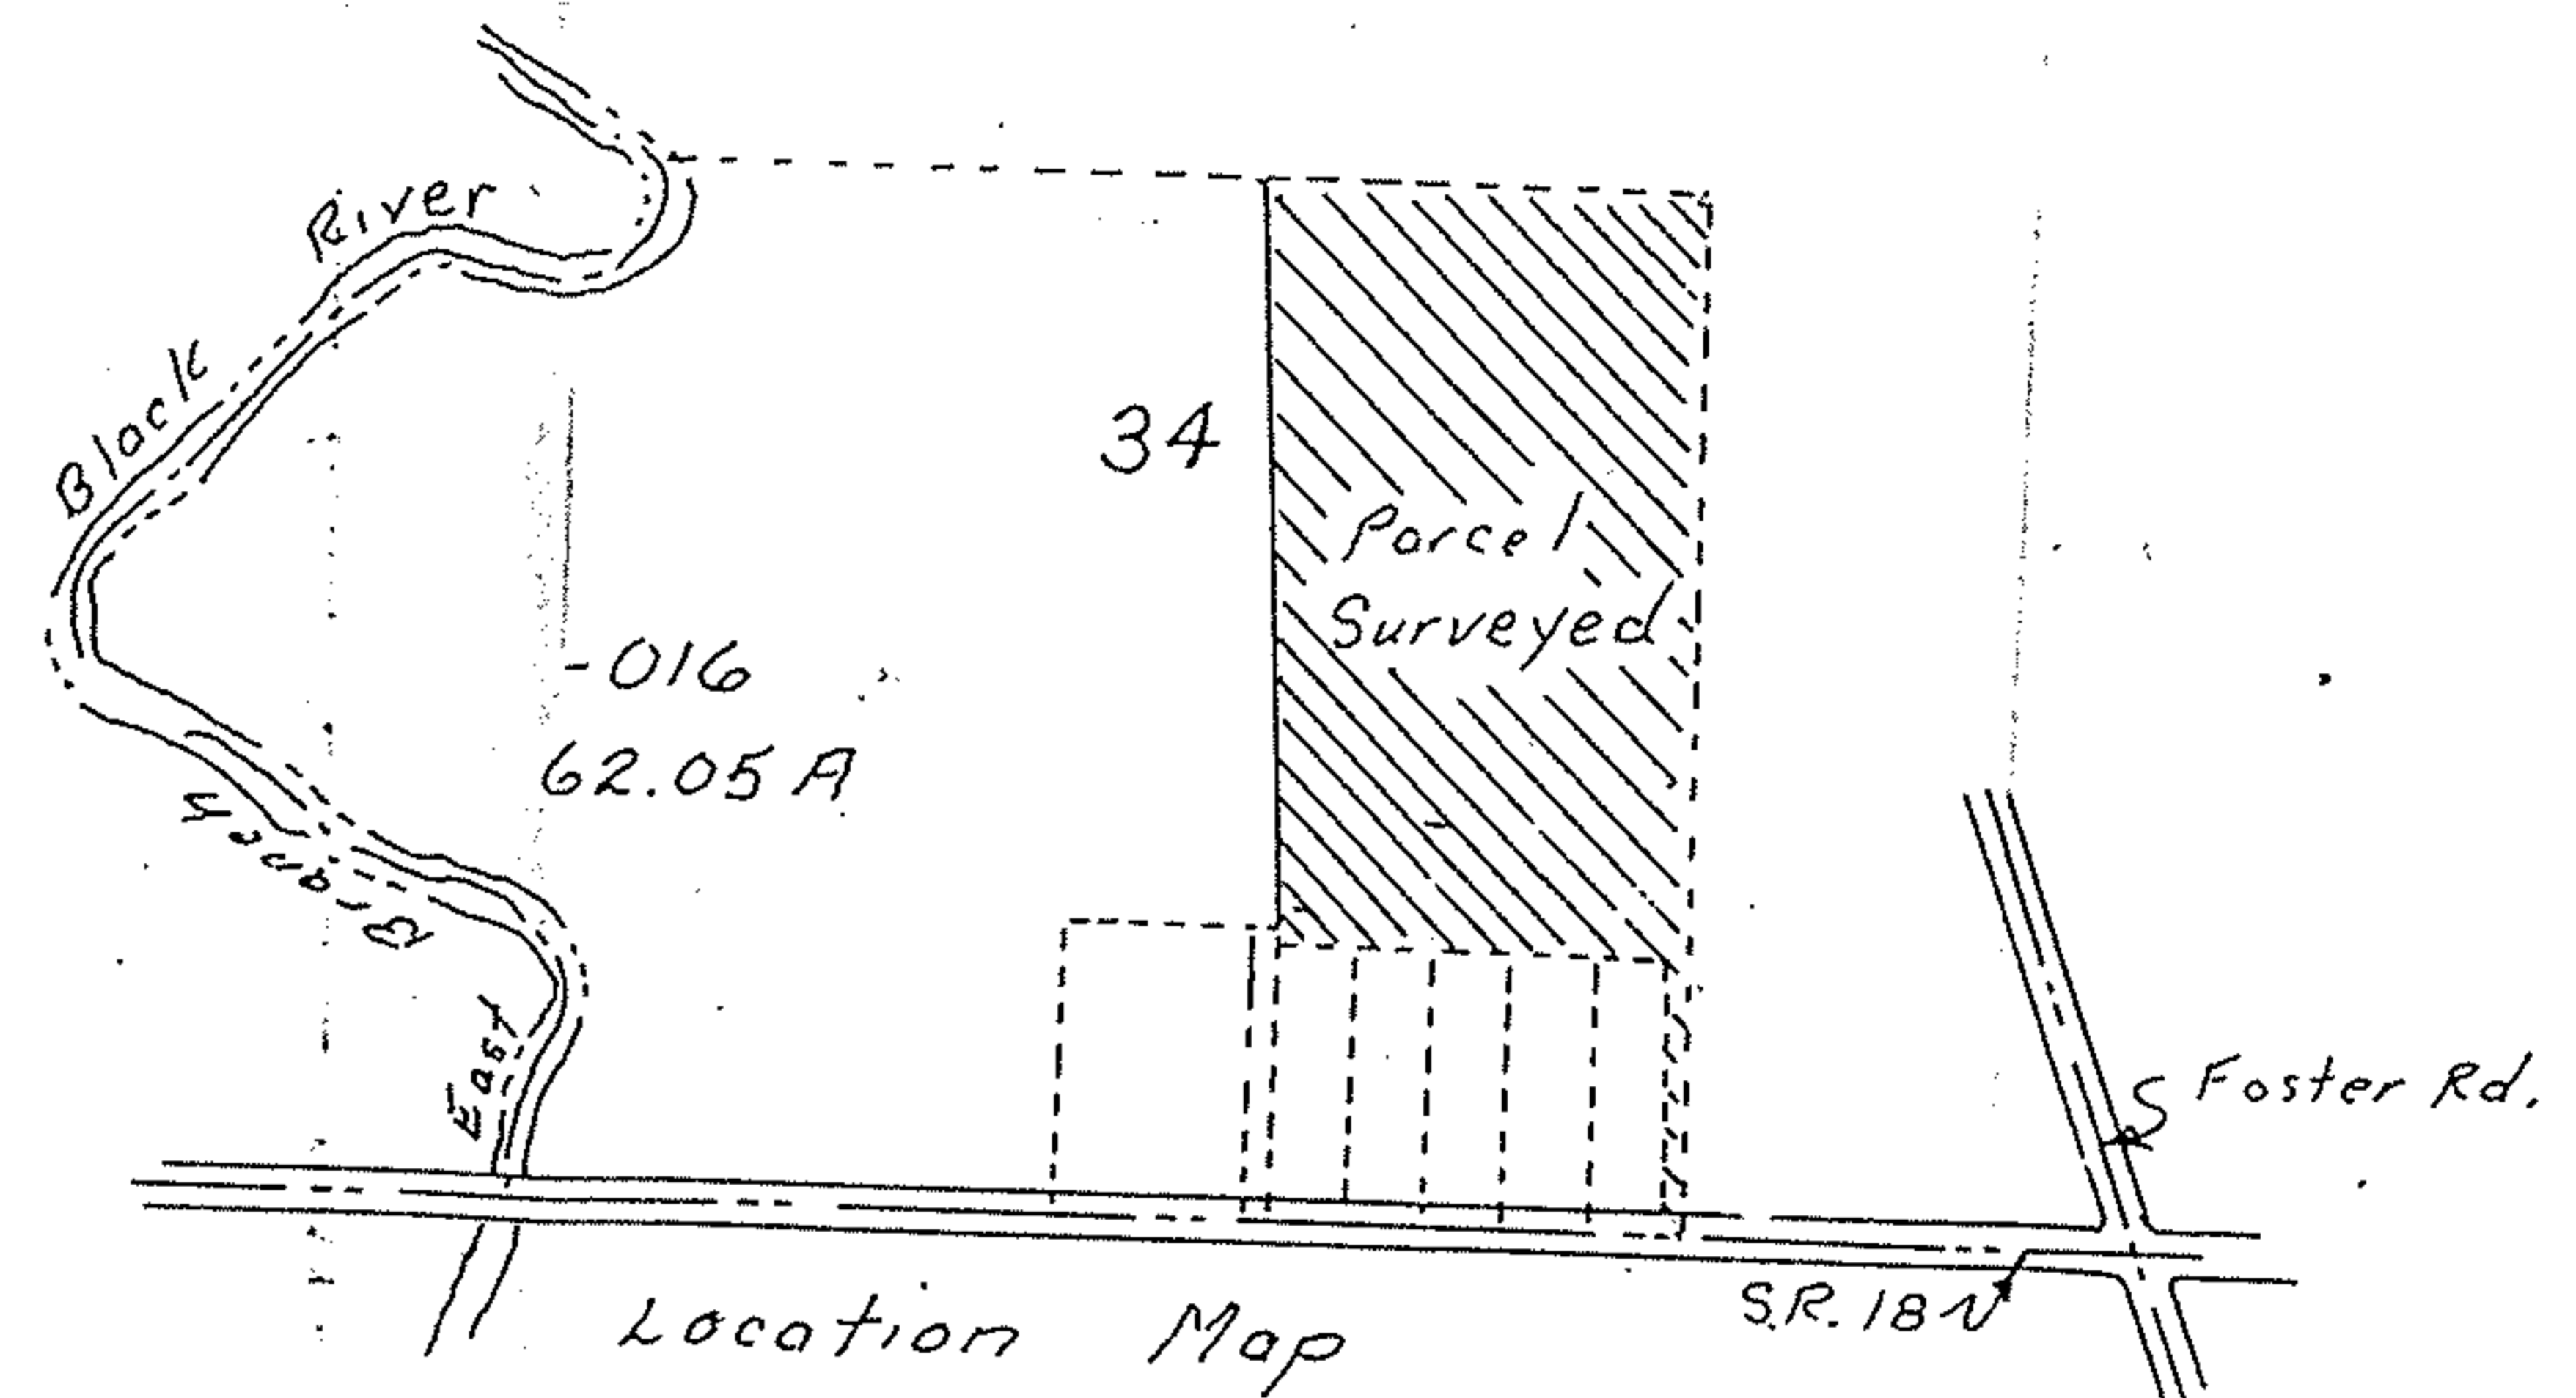 River
Black
34
Parcel
Surveyed
-016
62.05 A
Branch
East
Foster Rd.
S.R. 18
Location Map